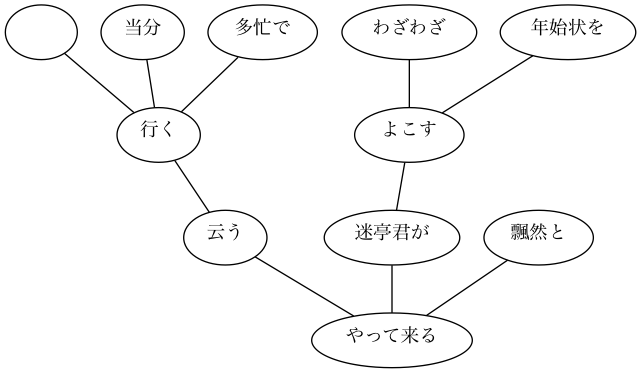 当分
多忙で
わざわざ
年始状を
行く
よこす
云う
迷亭君が
飄然と
やって来る